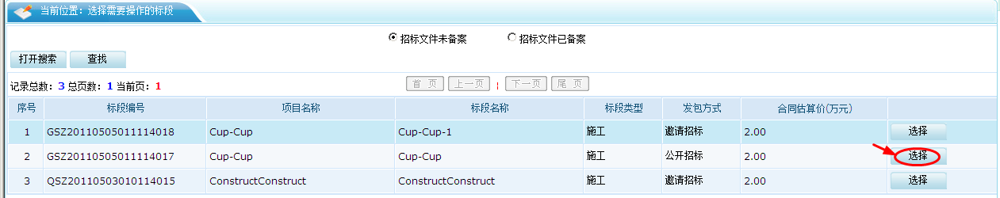 当前位置：选择需要操作的标段
招标文件未备案 招标文件已备案
打开搜索 查找
记录总数：3 总页数：1 当前页：1 首 页 上一页 ¦ 下一页 尾 页
序号 标段编号 项目名称 标段名称 标段类型 发包方式 合同估算价(万元)
1 GSZ20110505011114018 Cup-Cup Cup-Cup-1 施工 邀请招标 2.00 选择
2 GSZ20110505011114017 Cup-Cup Cup-Cup 施工 公开招标 2.00 选择
3 QSZ20110503010114015 ConstructConstruct ConstructConstruct 施工 邀请招标 2.00 选择